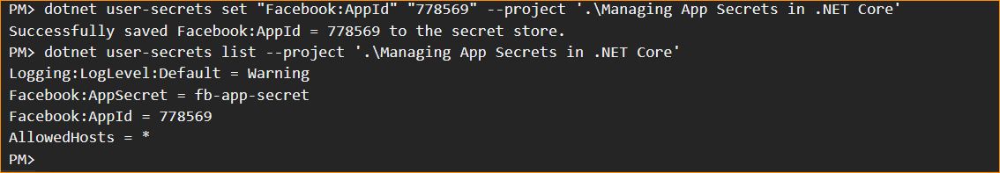 PM> dotnet user-secrets set "Facebook:AppId" "778569" --project '.\Managing App Secrets in .NET Core'
Successfully saved Facebook:AppId = 778569 to the secret store.
PM> dotnet user-secrets list --project '.\Managing App Secrets in .NET Core'
Logging:LogLevel:Default = Warning
Facebook:AppSecret = fb-app-secret
Facebook:AppId = 778569
AllowedHosts = *
PM>